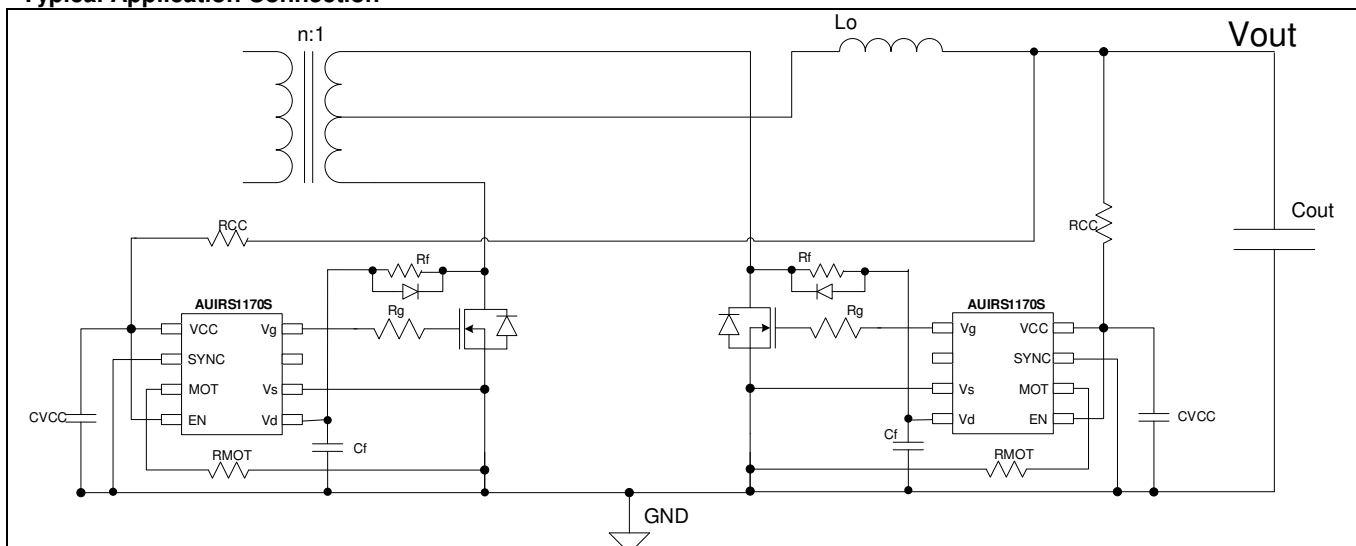 Typical Application Connection
n:1
Lo
Vout
RCC
RCC
Cout
Rf
Rf
AUIRS1170S
Rg
Rg
AUIRS1170S
VCC Vg
Vg VCC
SYNC
SYNC
MOT Vs
Vs MOT
CVCC
EN Vd
Vd EN
CVCC
Cf
Cf
RMOT
RMOT
GND